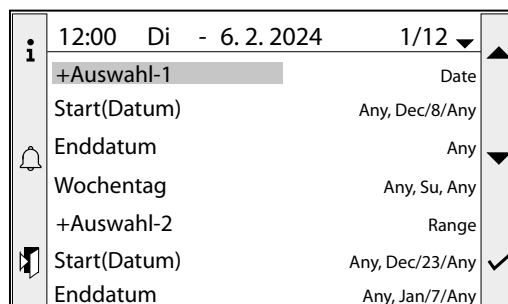 12:00 Di - 6. 2. 2024 1/12
+Auswahl-1 Date
Start(Datum) Any, Dec/8/Any
Enddatum Any
Wochentag Any, Su, Any
+Auswahl-2 Range
Start(Datum) Any, Dec/23/Any
Enddatum Any, Jan/7/Any